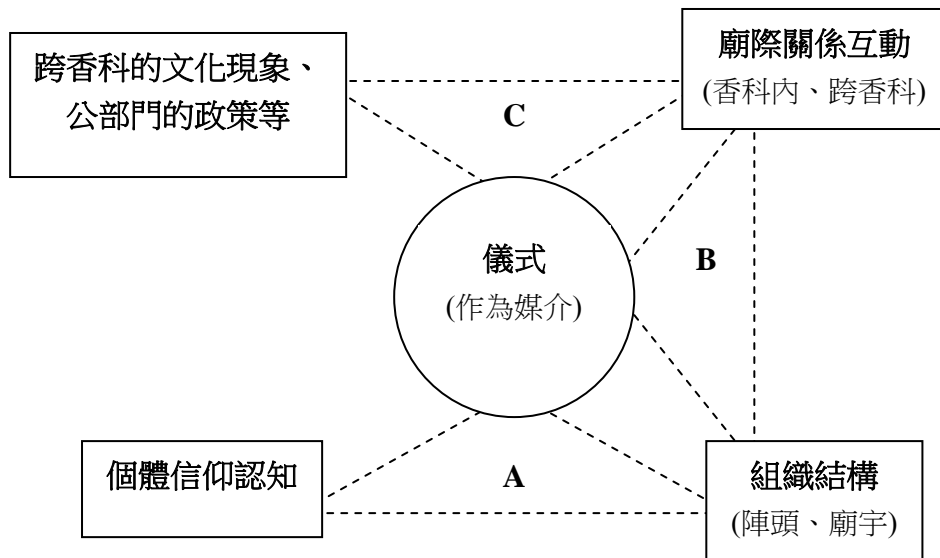 跨香科的文化現象、
公部門的政策等
廟際關係互動
(香科內、跨香科)
C
儀式
(作為媒介)
B
個體信仰認知
A
組織結構
(陣頭、廟宇)